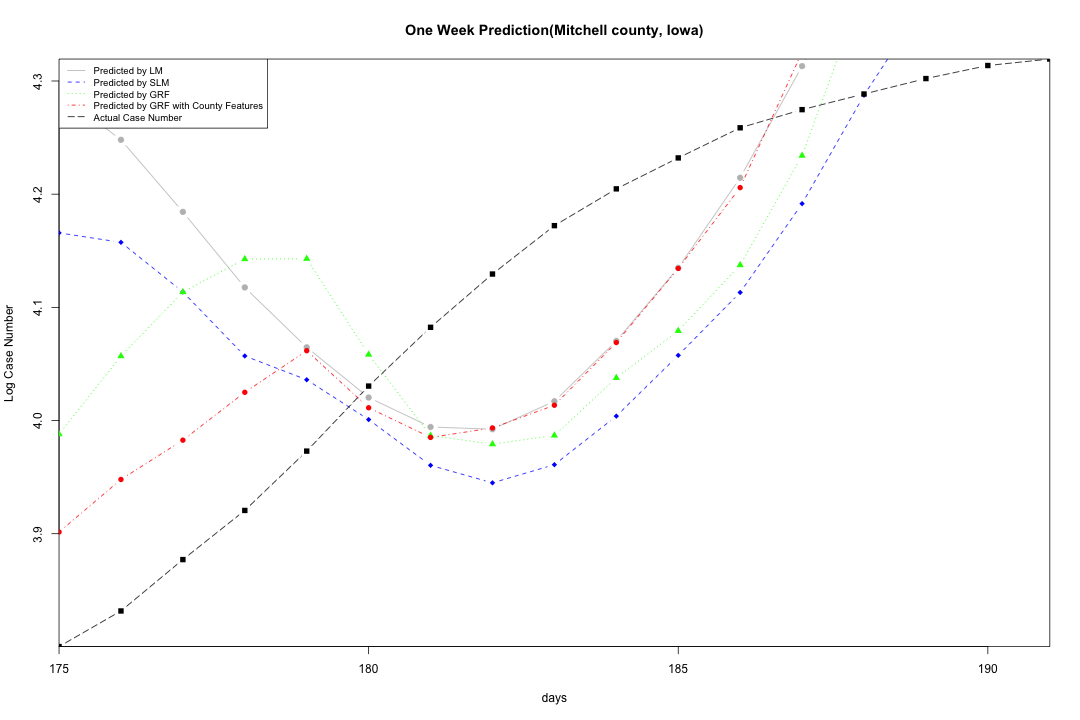 One Week Prediction(Mitchell county, Iowa)
Predicted by LM
Predicted by SLM
Predicted by GRF
Predicted by GRF with County Features
Actual Case Number
4.3
4.2
4.1
4.0
3.9
Log Case Number
175 180 185 190
days